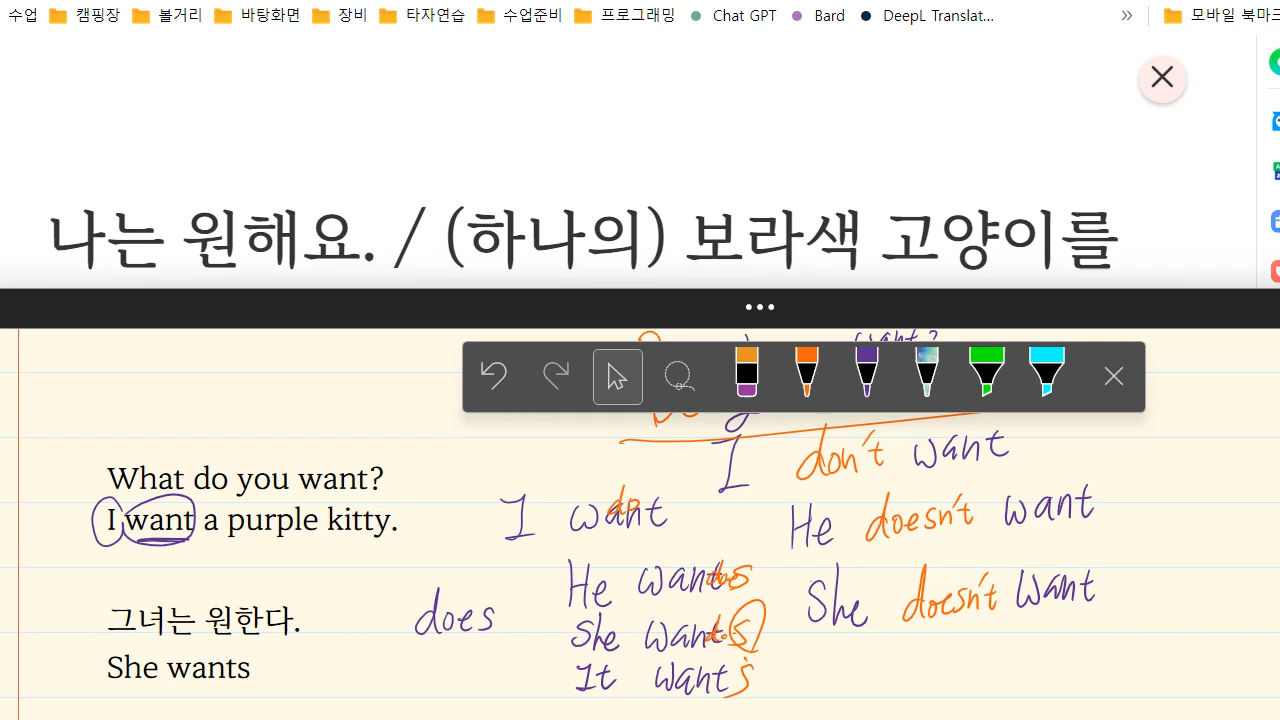 수업 캠핑장 볼거리 바탕화면 장비 타자연습 수업준비 프로그래밍 Chat GPT Bard DeepL Translat... » 모바일 북마크
나는 원해요. / (하나의) 보라색 고양이를
want?
I don't want
What do you want?
I want a purple kitty.
I want do
He doesn't want
He wants does
She doesn't want
그녀는 원한다.
does
She wants
She wants
It wants